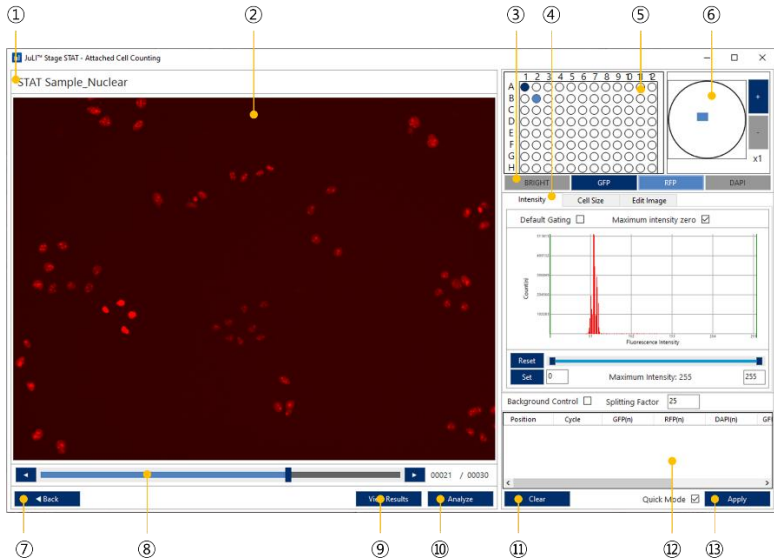 ① ② ③ ④ ⑤ ⑥
JuLI™ Stage STAT - Attached Cell Counting
STAT Sample_Nuclear
1 2 3 4 5 6 7 8 9 10 11 12
A
B
C
D
E
F
G
H
+
-
x1
BRIGHT GFP RFP DAPI
Intensity Cell Size Edit Image
Default Gating Maximum intensity zero
Count(n)
Fluorescence Intensity
Reset
Set 0 Maximum Intensity: 255 255
Background Control Splitting Factor 25
Position Cycle GFP(n) RFP(n) DAPI(n) GFI
◄ ► 00021 / 00030
◄ Back View Results Analyze Clear Quick Mode Apply
⑦ ⑧ ⑨ ⑩ ⑪ ⑫ ⑬